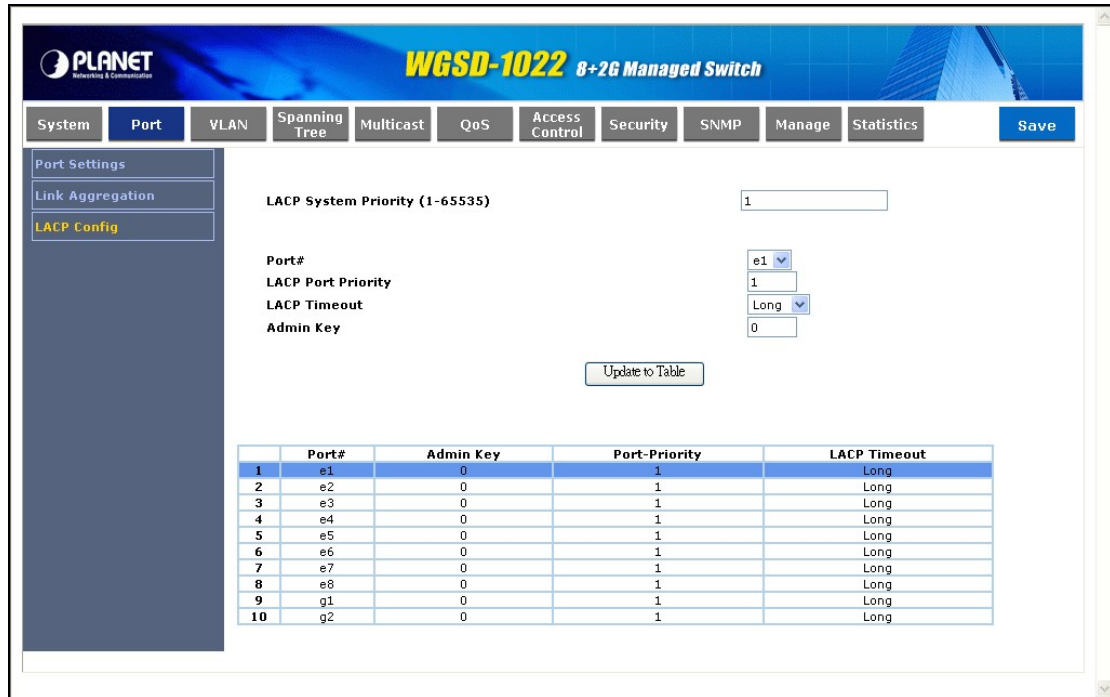 PLANET
Networking & Communication
WGSD-1022 8+2G Managed Switch
System Port VLAN Spanning Tree Multicast QoS Access Control Security SNMP Manage Statistics Save
Port Settings
Link Aggregation
LACP Config
LACP System Priority (1-65535) 1
Port# e1
LACP Port Priority 1
LACP Timeout Long
Admin Key 0
Update to Table
Port# Admin Key Port-Priority LACP Timeout
1 e1 0 1 Long
2 e2 0 1 Long
3 e3 0 1 Long
4 e4 0 1 Long
5 e5 0 1 Long
6 e6 0 1 Long
7 e7 0 1 Long
8 e8 0 1 Long
9 g1 0 1 Long
10 g2 0 1 Long